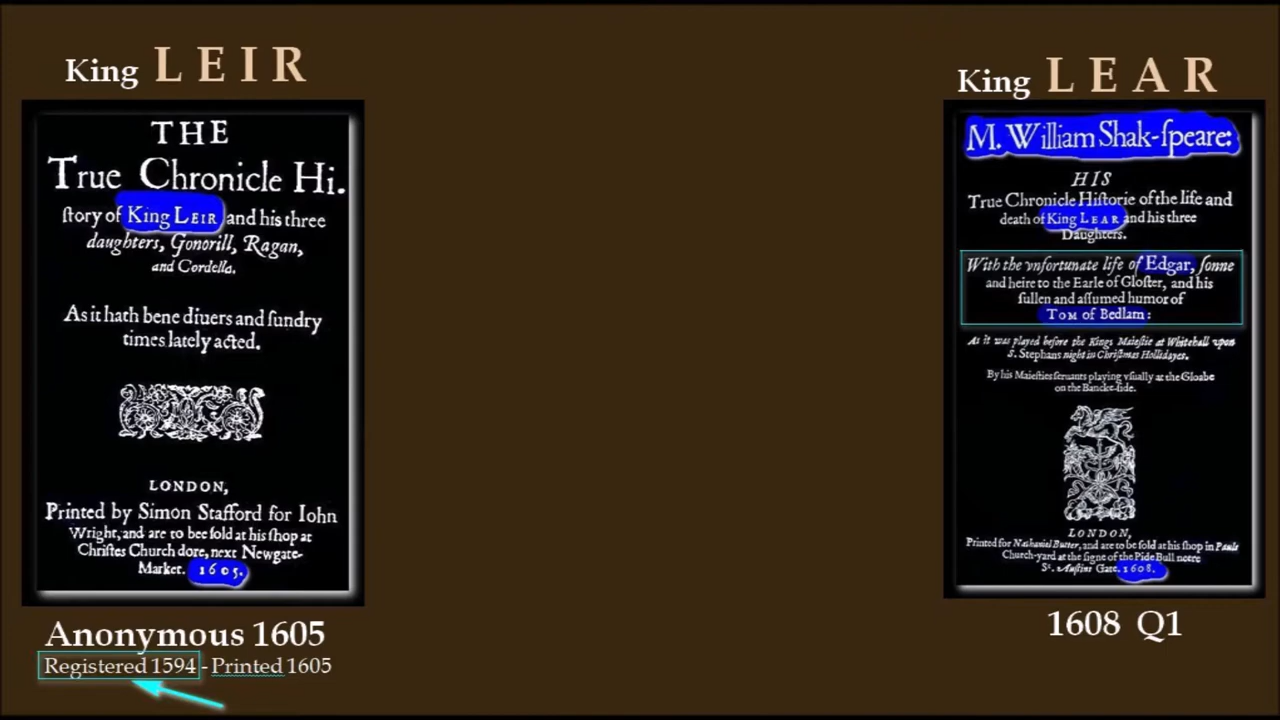 King LEIR
THE
True Chronicle Hi.
ſtory of King LEIR and his three
daughters, Gonorill, Ragan,
and Cordella.
As it hath bene diuers and ſundry
times lately acted.
LONDON,
Printed by Simon Stafford for Iohn
Wright, and are to bee ſold at his ſhop at
Chriſtes Church dore, next Newgate-
Market. 1605.
Anonymous 1605
Registered 1594 - Printed 1605
King LEAR
M. William Shak-ſpeare:
HIS
True Chronicle Hiſtorie of the life and
death of King LEAR and his three
Daughters.
With the vnfortunate life of Edgar, ſonne
and heire to the Earle of Gloſter, and his
ſullen and aſſumed humor of
TOM of Bedlam:
As it was played before the Kings Maieſtie at Whitehall vpon
S. Stephans night in Chriſtmas Hollidayes.
By his Maieſties ſeruants playing vſually at the Gloabe
on the Bancke-ſide.
LONDON,
Printed for Nathaniel Butter, and are to be ſold at his ſhop in Pauls
Church-yard at the ſigne of the Pide Bull neere
Sᵗ. Auſtins Gate. 1608.
1608 Q1